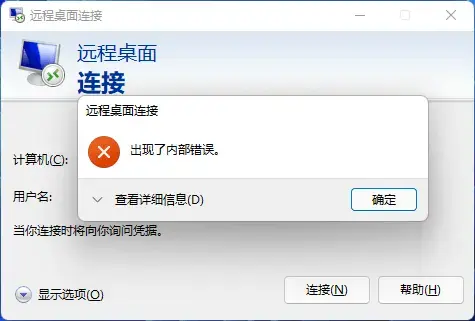 远程桌面连接
远程桌面
连接
远程桌面连接
出现了内部错误。
计算机(C):
查看详细信息(D)
确定
用户名:
当你连接时将向你询问凭据。
显示选项(O)
连接(N)
帮助(H)